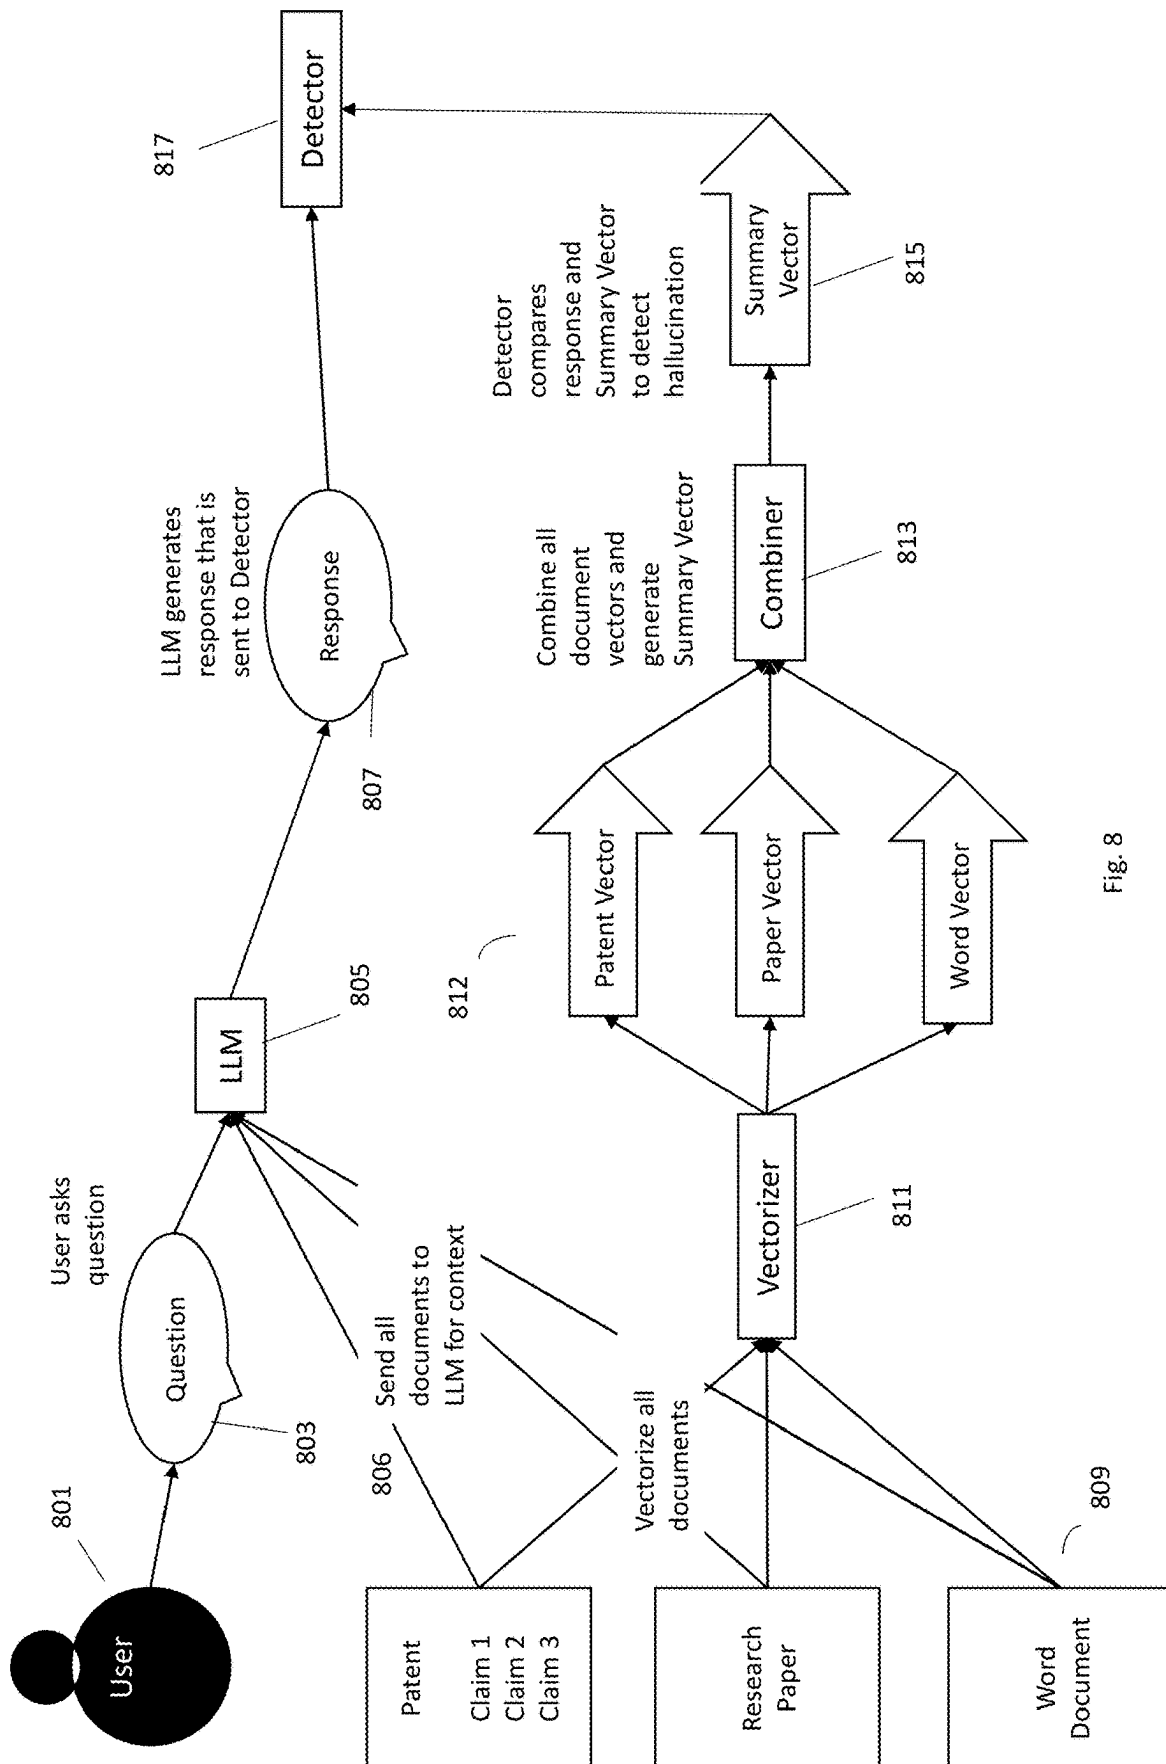 801
User
803
Question
User asks
question
LLM
805
LLM generates
response that is
sent to Detector
Response
807
817
Detector
806
Send all
documents to
LLM for context
Patent
Claim 1
Claim 2
Claim 3
Research
Paper
Word
Document
809
Vectorize all
documents
Vectorizer
811
812
Patent Vector
Paper Vector
Word Vector
Combine all
document
vectors and
generate
Summary Vector
Combiner
813
Detector
compares
response and
Summary Vector
to detect
hallucination
Summary
Vector
815
Fig. 8